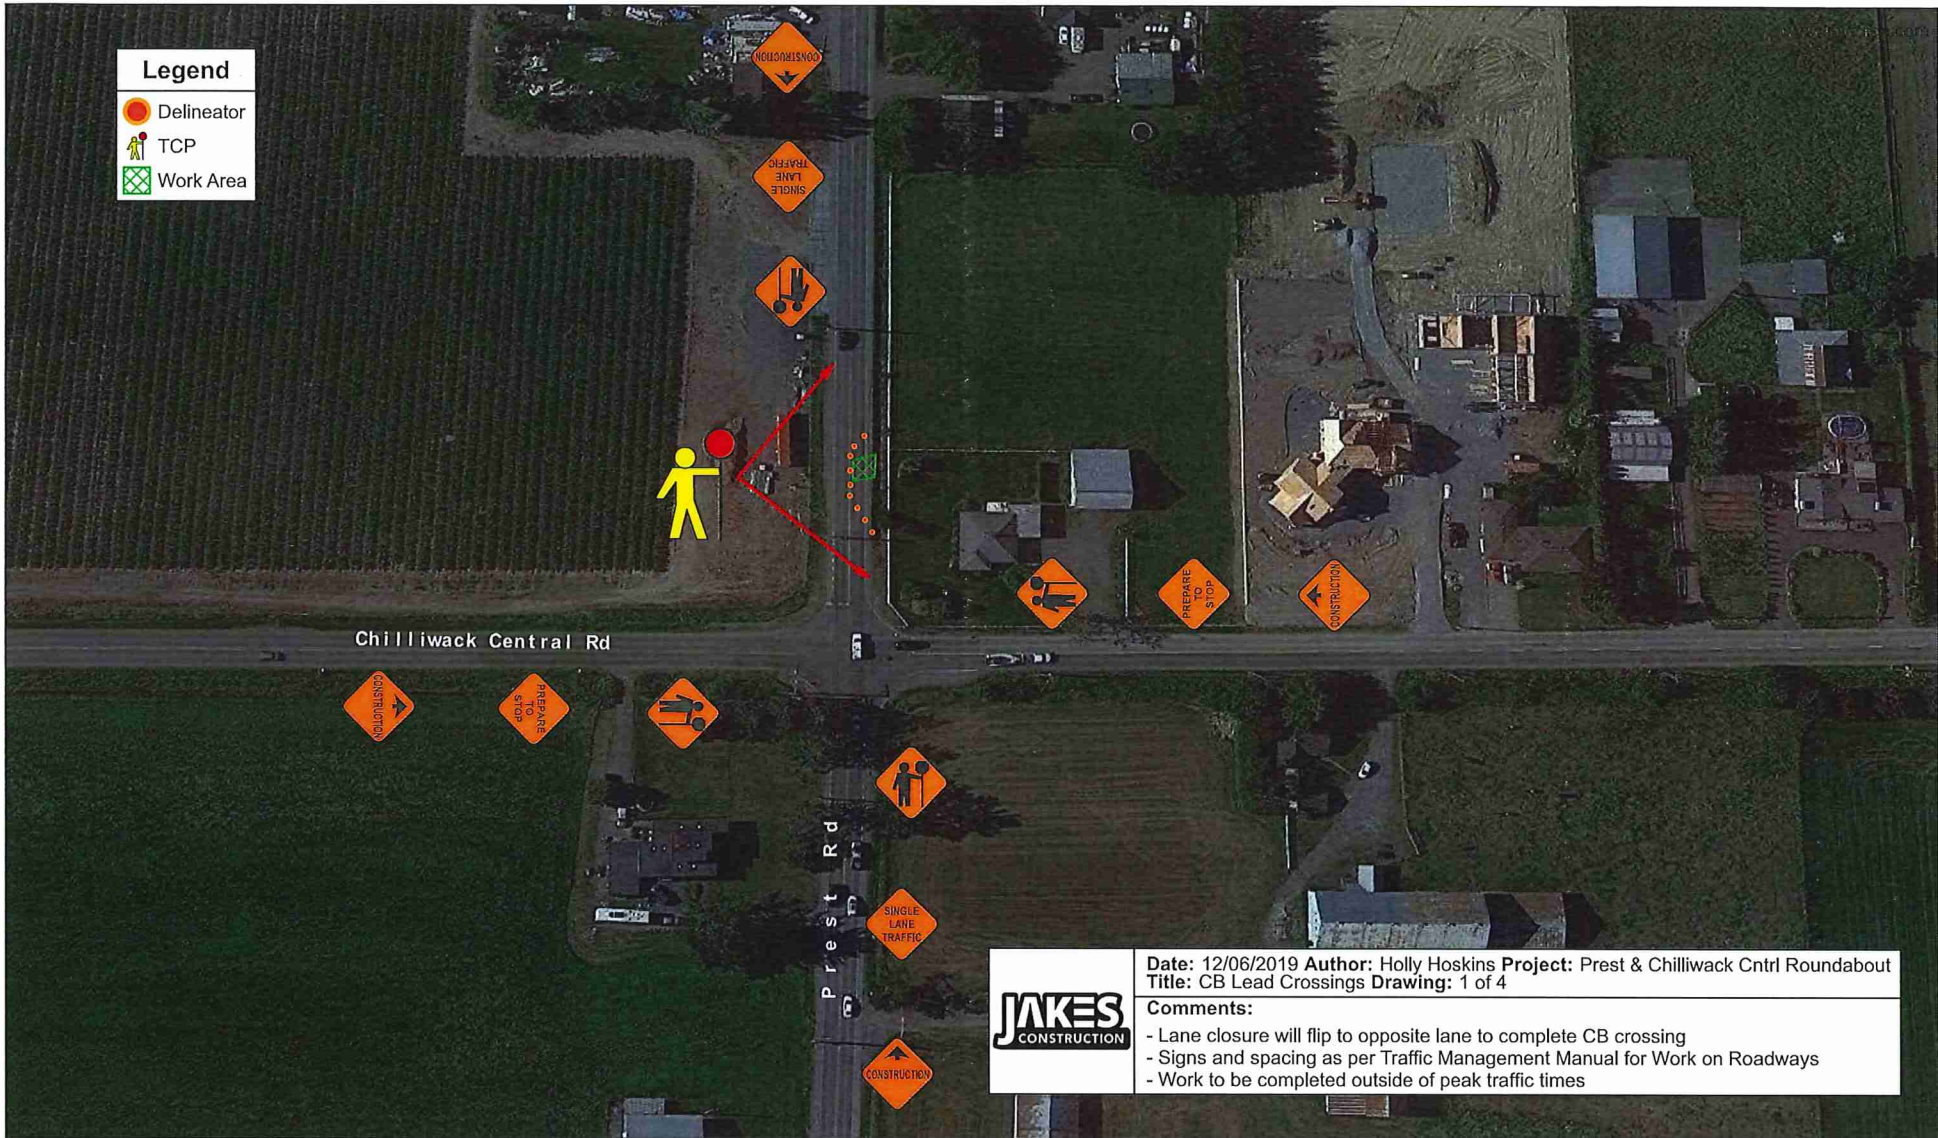 Legend
Delineator
TCP
Work Area
CONSTRUCTION
SINGLE
LANE
TRAFFIC
Chilliwack Central Rd
CONSTRUCTION
PREPARE
TO
STOP
PREPARE
TO
STOP
CONSTRUCTION
Prest Rd
SINGLE
LANE
TRAFFIC
CONSTRUCTION
JAKES
CONSTRUCTION
Date: 12/06/2019 Author: Holly Hoskins Project: Prest & Chilliwack Cntrl Roundabout
Title: CB Lead Crossings Drawing: 1 of 4
Comments:
- Lane closure will flip to opposite lane to complete CB crossing
- Signs and spacing as per Traffic Management Manual for Work on Roadways
- Work to be completed outside of peak traffic times